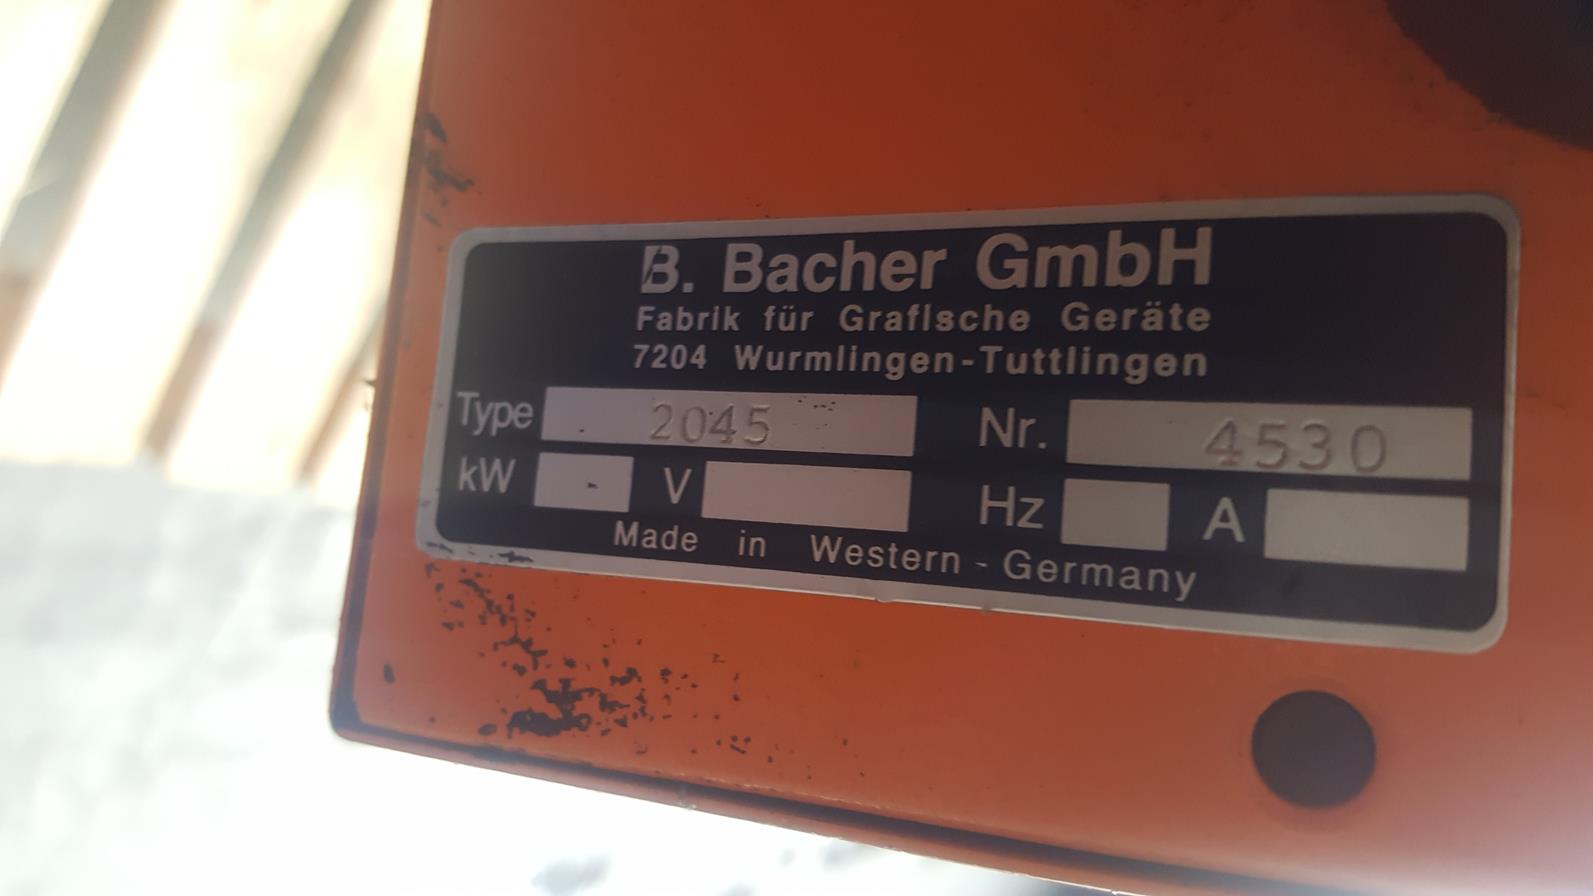 B. Bacher GmbH
Fabrik für Grafische Geräte
7204 Wurmlingen-Tuttlingen
Type 2045 Nr. 4530
kW V Hz A
Made in Western - Germany